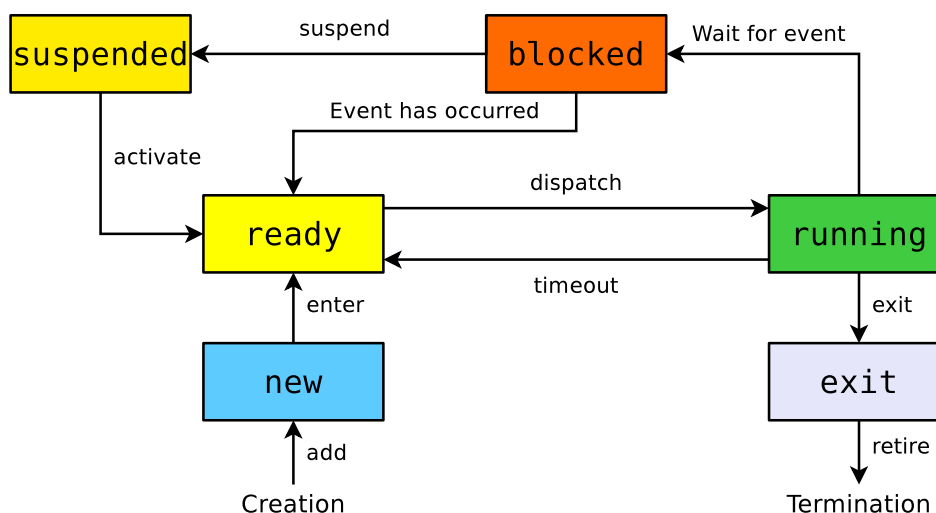 suspend
Wait for event
suspended
blocked
Event has occurred
activate
dispatch
ready
running
timeout
enter
exit
new
exit
add
retire
Creation
Termination